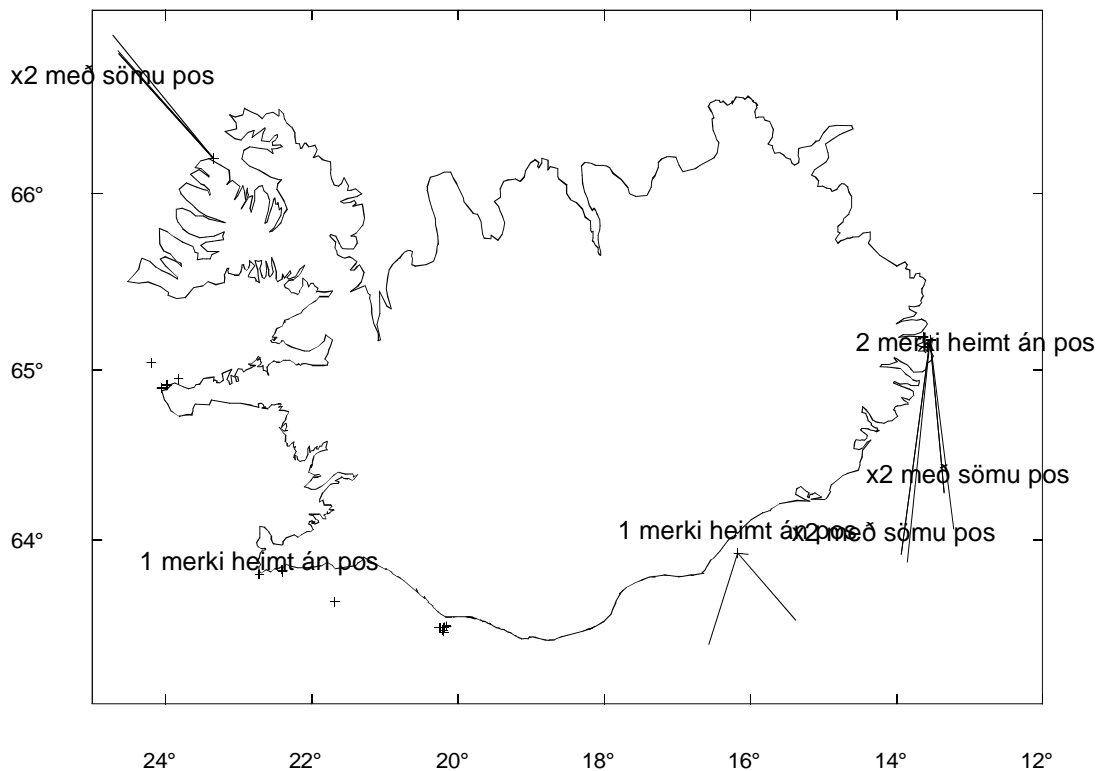 x2 með sömu pos
66°
2 merki heimt án pos
65°
x2 með sömu pos
1 merki heimt án pos
x2 með sömu pos
64°
1 merki heimt án pos
24°
22°
20°
18°
16°
14°
12°